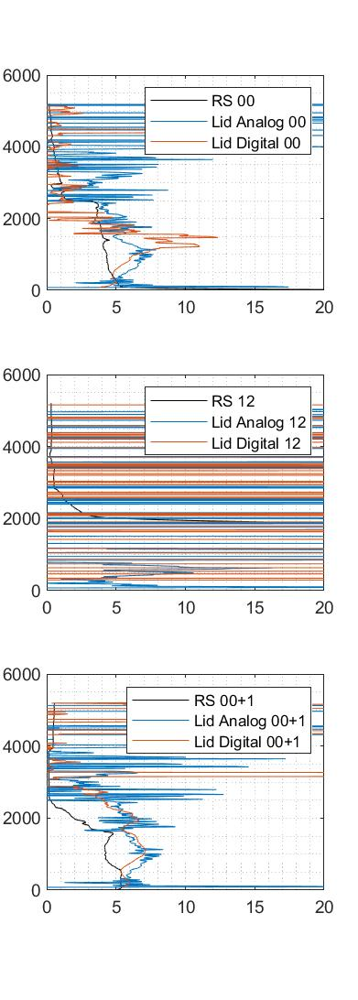 6000
4000
2000
0
RS 00
Lid Analog 00
Lid Digital 00
0 5 10 15 20
6000
4000
2000
0
RS 12
Lid Analog 12
Lid Digital 12
0 5 10 15 20
6000
4000
2000
0
RS 00+1
Lid Analog 00+1
Lid Digital 00+1
0 5 10 15 20